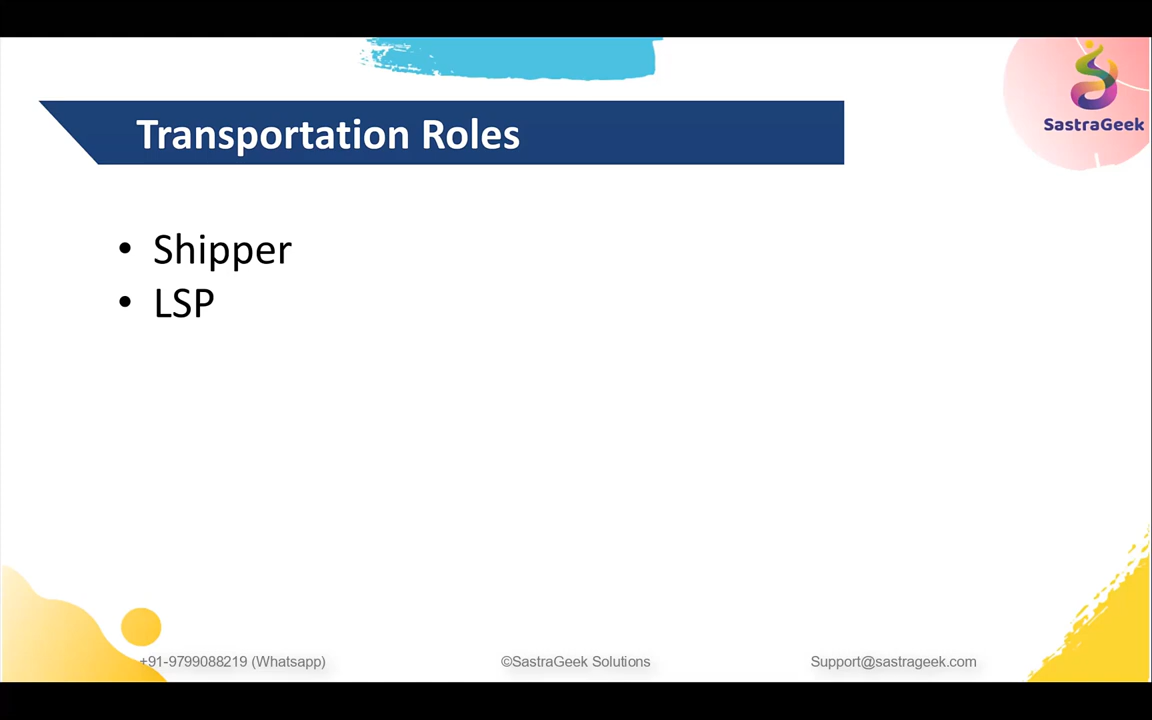 SastraGeek
Transportation Roles
• Shipper
• LSP
+91-9799088219 (Whatsapp)
©SastraGeek Solutions
Support@sastrageek.com